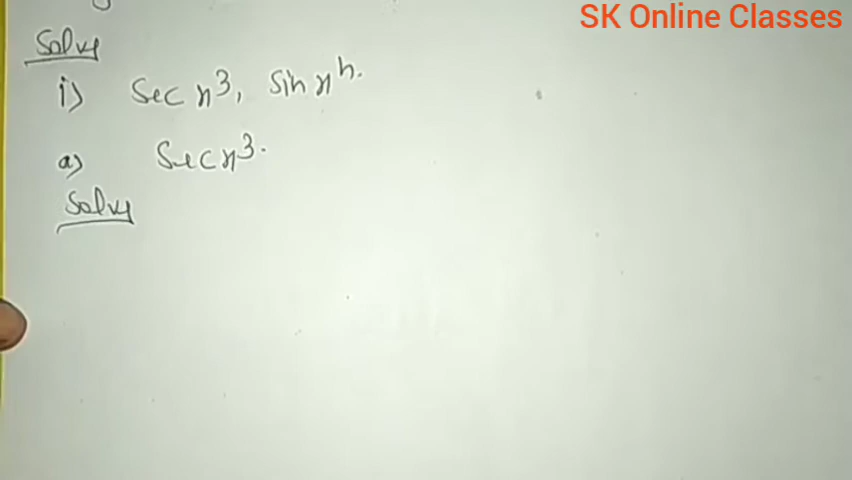 SK Online Classes
Solve
i) Sec x³, Sin xⁿ.
a) Sec x³.
Solve